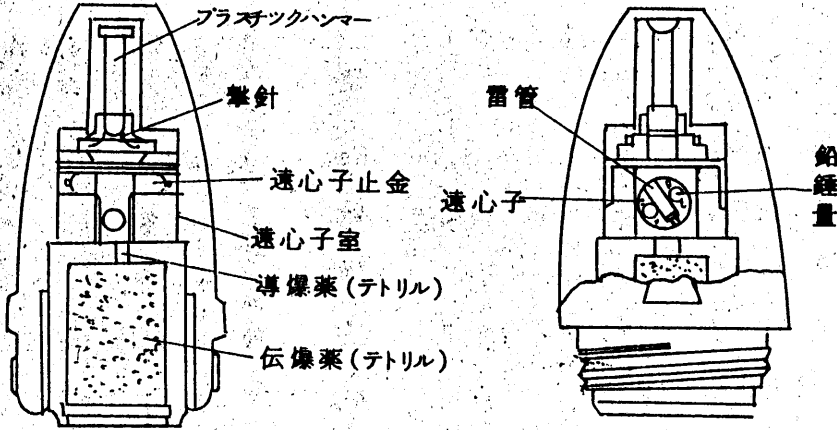 プラスチックハンマー
撃針
遠心子止金
遠心子室
導爆薬(テトリル)
伝爆薬(テトリル)
雷管
遠心子
鉛錘量